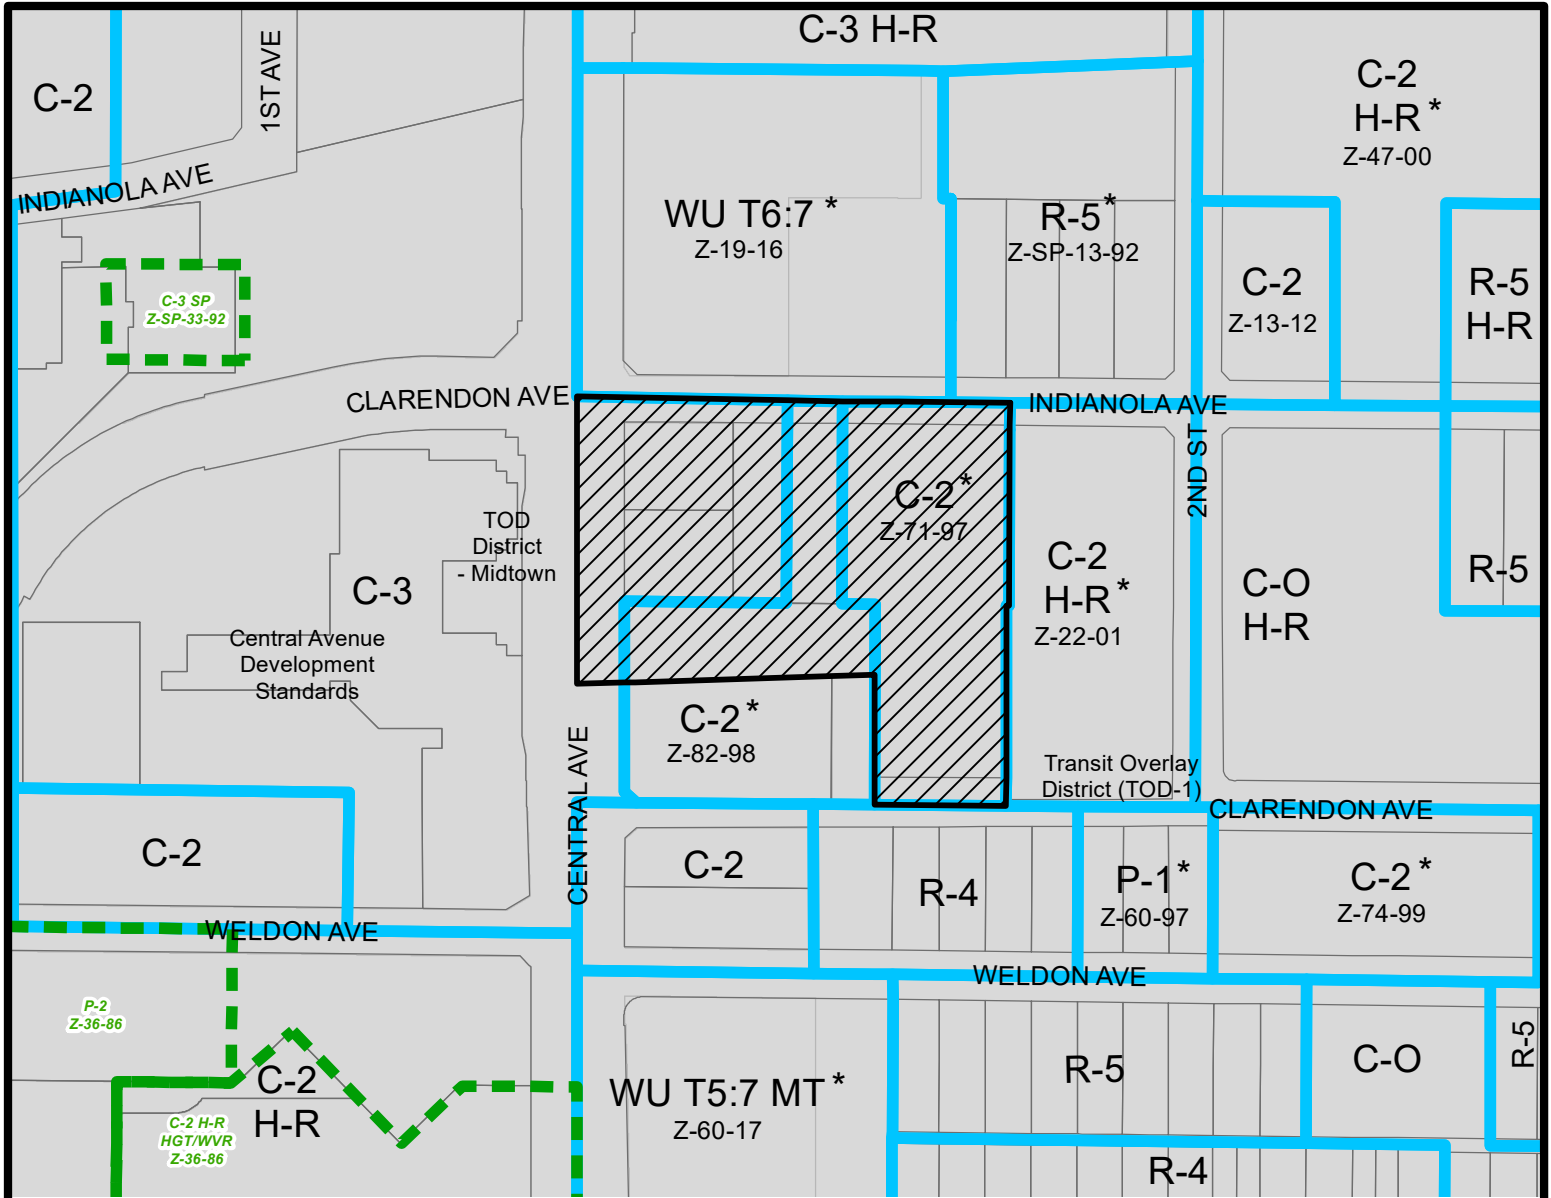 C-3 H-R
C-2
1ST AVE
C-2
H-R *
Z-47-00
INDIANOLA AVE
WU T6:7 *
Z-19-16
R-5 *
Z-SP-13-92
C-2
Z-13-12
R-5
H-R
C-3 SP
Z-SP-33-92
CLARENDON AVE
INDIANOLA AVE
2ND ST
C-2 *
Z-71-97
TOD
District
- Midtown
C-3
C-2
H-R *
Z-22-01
C-O
H-R
R-5
Central Avenue
Development
Standards
C-2 *
Z-82-98
CENTRAL AVE
Transit Overlay
District (TOD-1)
CLARENDON AVE
C-2
C-2
R-4
P-1 *
Z-60-97
C-2 *
Z-74-99
WELDON AVE
WELDON AVE
P-2
Z-36-86
C-2
H-R
C-2 H-R
HGT/WVR
Z-36-86
WU T5:7 MT *
Z-60-17
R-5
C-O
R-5
R-4